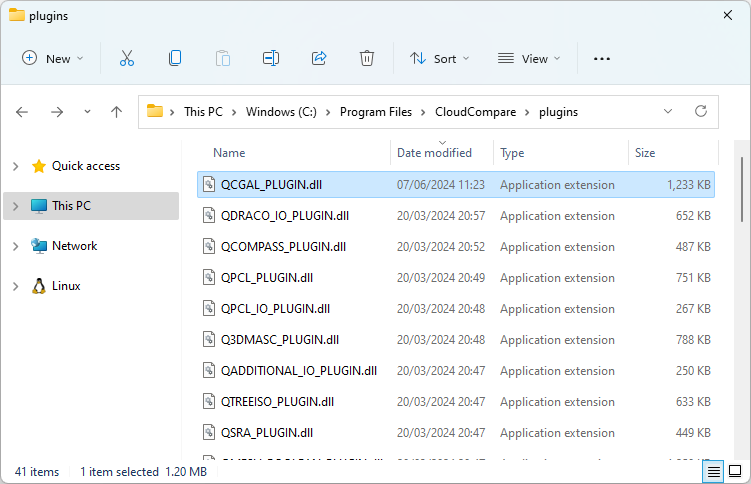 plugins
New
Sort
View
This PC > Windows (C:) > Program Files > CloudCompare > plugins
Quick access
This PC
Network
Linux
Name Date modified Type Size
QCGAL_PLUGIN.dll 07/06/2024 11:23 Application extension 1,233 KB
QDRACO_IO_PLUGIN.dll 20/03/2024 20:57 Application extension 652 KB
QCOMPASS_PLUGIN.dll 20/03/2024 20:52 Application extension 487 KB
QPCL_PLUGIN.dll 20/03/2024 20:49 Application extension 751 KB
QPCL_IO_PLUGIN.dll 20/03/2024 20:48 Application extension 267 KB
Q3DMASC_PLUGIN.dll 20/03/2024 20:48 Application extension 788 KB
QADDITIONAL_IO_PLUGIN.dll 20/03/2024 20:47 Application extension 250 KB
QTREEISO_PLUGIN.dll 20/03/2024 20:47 Application extension 633 KB
QSRA_PLUGIN.dll 20/03/2024 20:47 Application extension 449 KB
41 items 1 item selected 1.20 MB